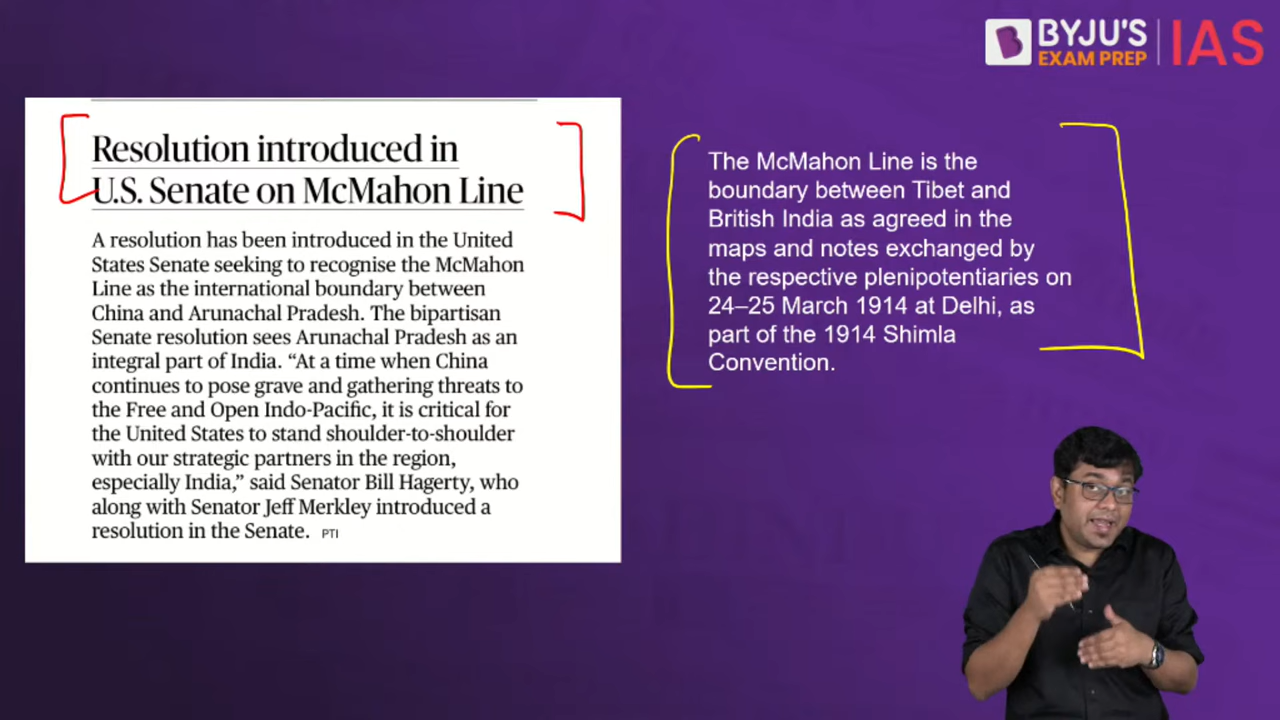 BYJU'S
EXAM PREP
IAS
Resolution introduced in
U.S. Senate on McMahon Line
A resolution has been introduced in the United
States Senate seeking to recognise the McMahon
Line as the international boundary between
China and Arunachal Pradesh. The bipartisan
Senate resolution sees Arunachal Pradesh as an
integral part of India. “At a time when China
continues to pose grave and gathering threats to
the Free and Open Indo-Pacific, it is critical for
the United States to stand shoulder-to-shoulder
with our strategic partners in the region,
especially India,” said Senator Bill Hagerty, who
along with Senator Jeff Merkley introduced a
resolution in the Senate. PTI
The McMahon Line is the
boundary between Tibet and
British India as agreed in the
maps and notes exchanged by
the respective plenipotentiaries on
24–25 March 1914 at Delhi, as
part of the 1914 Shimla
Convention.